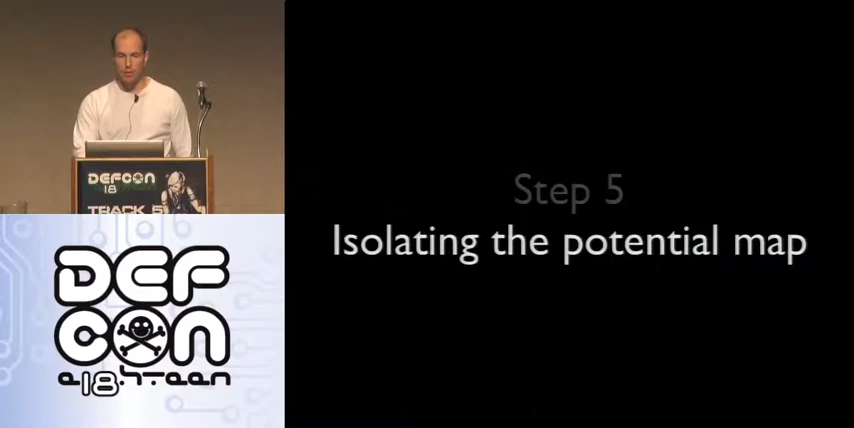 DEFCON
18
TRACK 5
DEF
CON
e18hteen
Step 5
Isolating the potential map